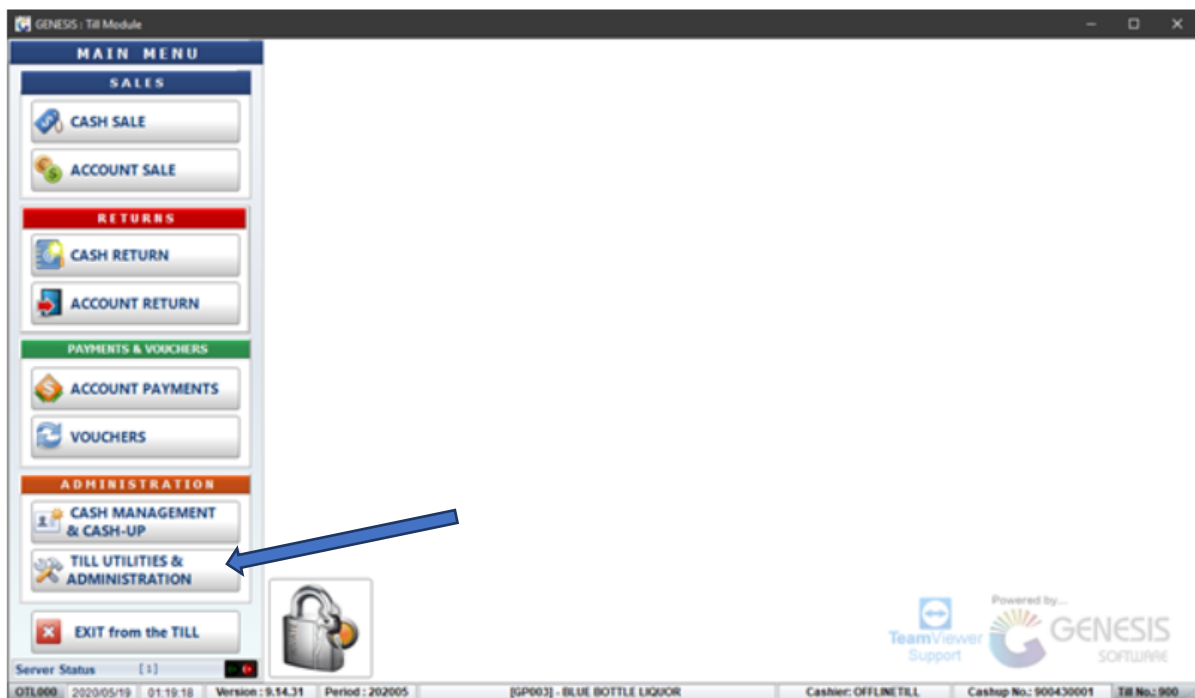 GENESIS : Till Module
MAIN MENU
SALES
CASH SALE
ACCOUNT SALE
RETURNS
CASH RETURN
ACCOUNT RETURN
PAYMENTS & VOUCHERS
ACCOUNT PAYMENTS
VOUCHERS
ADMINISTRATION
CASH MANAGEMENT
& CASH-UP
TILL UTILITIES &
ADMINISTRATION
EXIT from the TILL
Powered by...
GENESIS
SOFTWARE
TeamViewer
Support
Server Status [1]
OTL000 2020/05/19 01:19:18 Version : 9.14.31 Period : 202005 [GP003] - BLUE BOTTLE LIQUOR Cashier: OFFLINETILL Cashup No.: 900430001 Till No.: 900